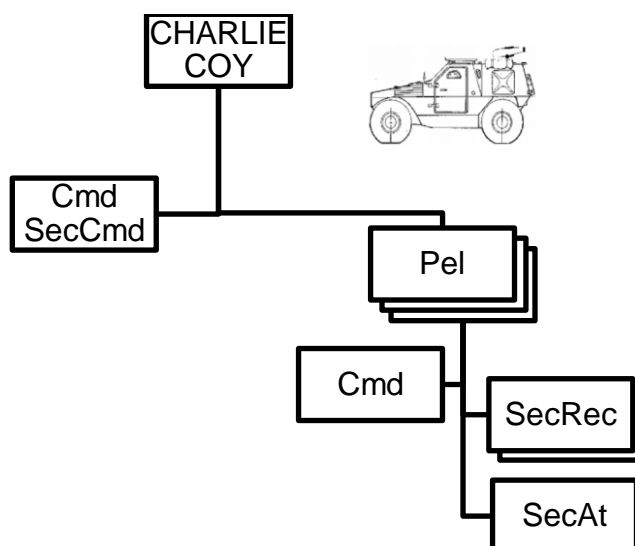 CHARLIE
COY
Cmd
SecCmd
Pel
Cmd
SecRec
SecAt